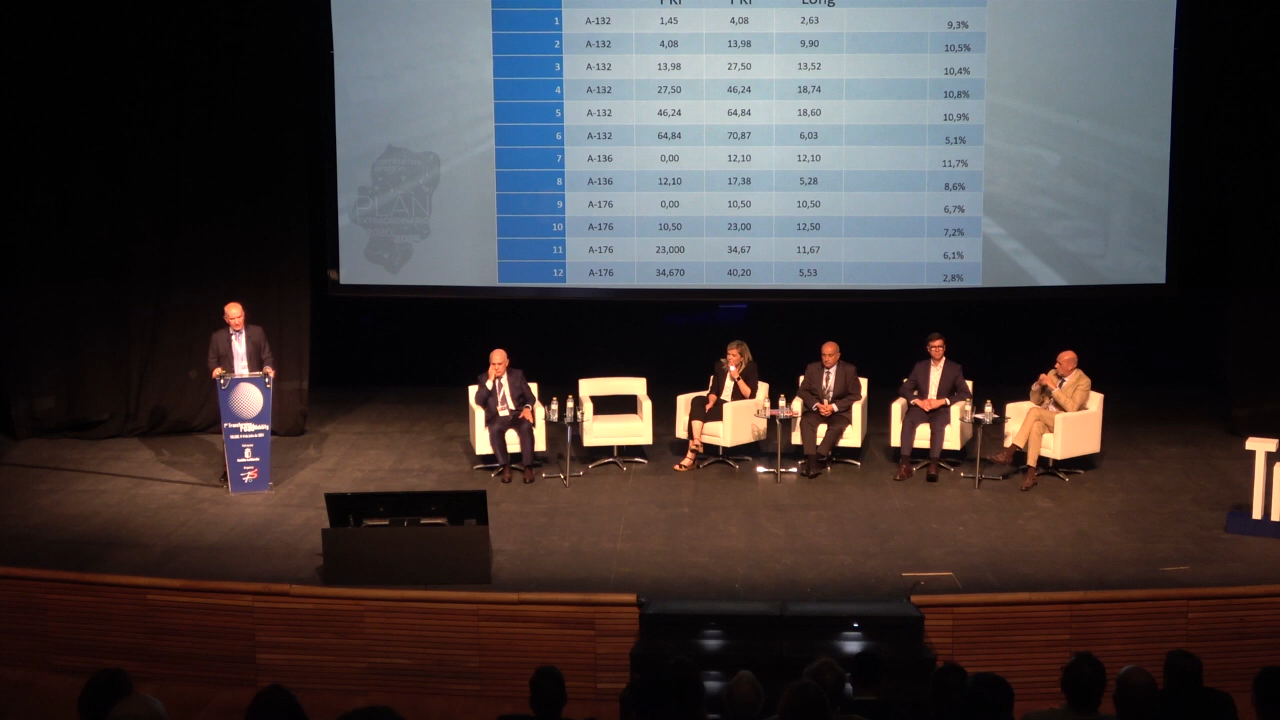 Long
1 A-132 1,45 4,08 2,63 9,3%
2 A-132 4,08 13,98 9,90 10,5%
3 A-132 13,98 27,50 13,52 10,4%
4 A-132 27,50 46,24 18,74 10,8%
5 A-132 46,24 64,84 18,60 10,9%
6 A-132 64,84 70,87 6,03 5,1%
7 A-136 0,00 12,10 12,10 11,7%
8 A-136 12,10 17,38 5,28 8,6%
9 A-176 0,00 10,50 10,50 6,7%
10 A-176 10,50 23,00 12,50 7,2%
11 A-176 23,000 34,67 11,67 6,1%
12 A-176 34,670 40,20 5,53 2,8%
PLAN